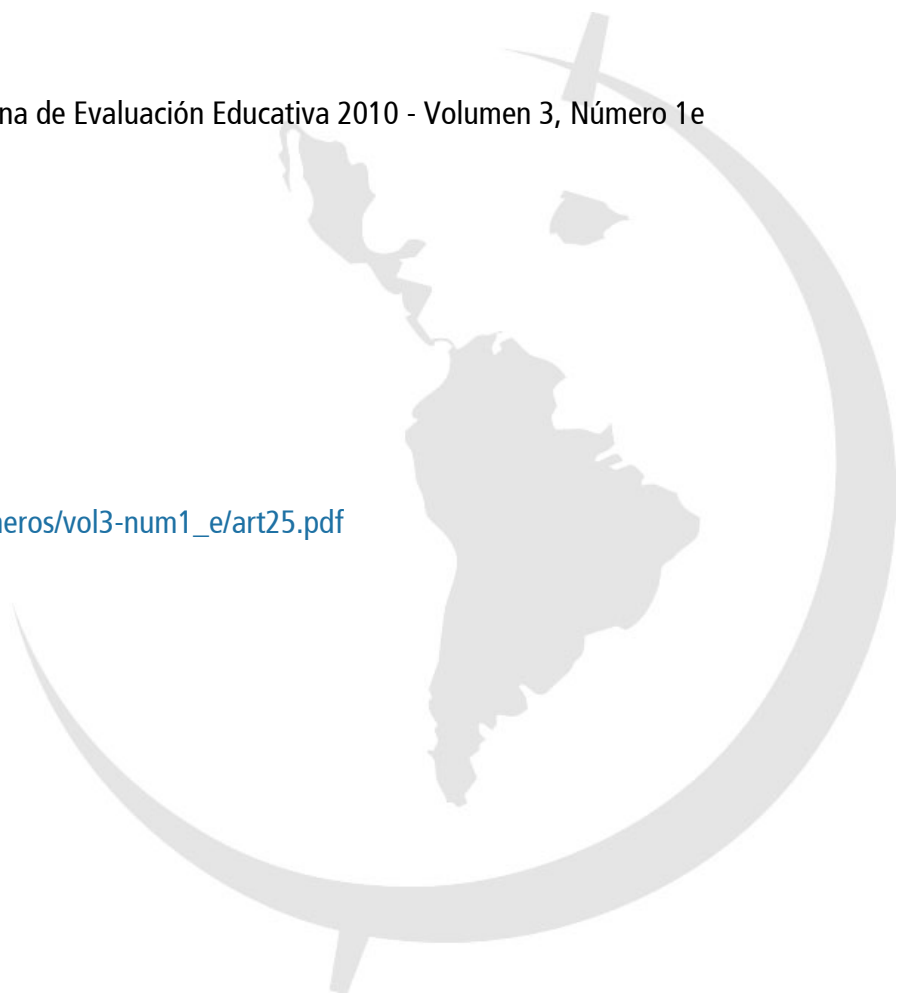 na de Evaluación Educativa 2010 - Volumen 3, Número 1e
neros/vol3-num1_e/art25.pdf